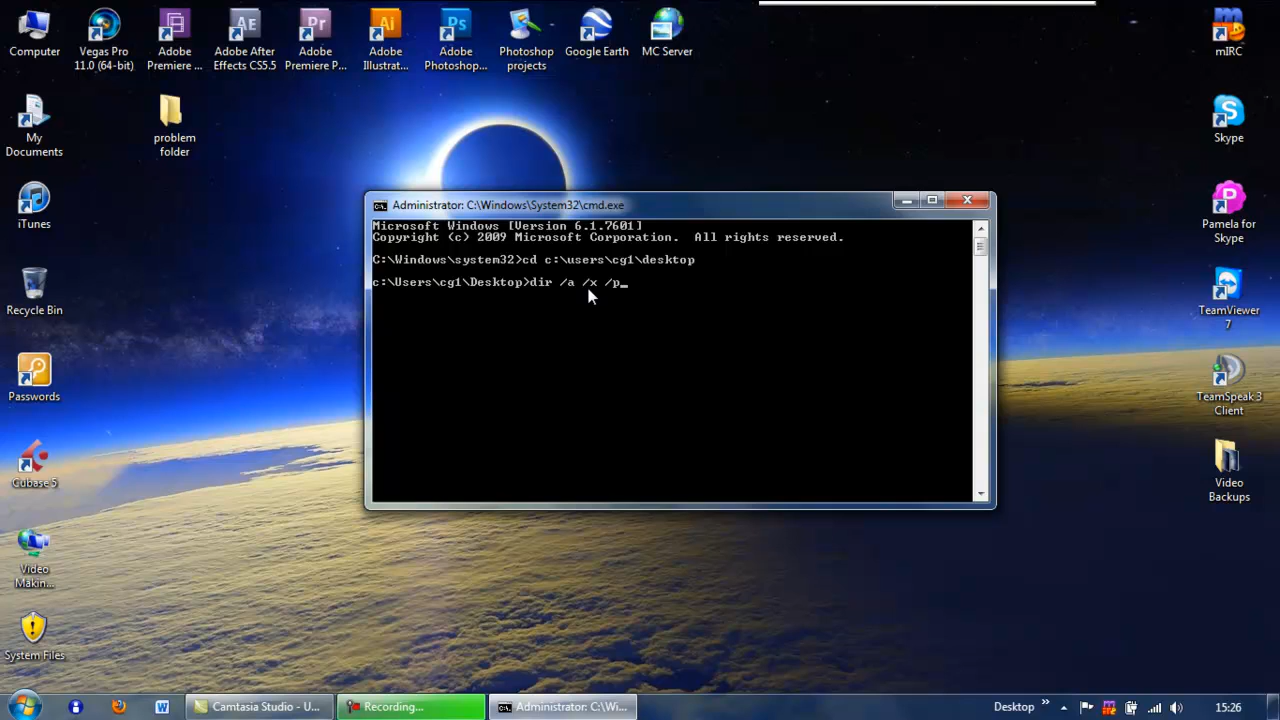 Computer
Vegas Pro
11.0 (64-bit)
Adobe
Premiere ...
Adobe After
Effects CS5.5
Adobe
Premiere P...
Adobe
Illustrat...
Adobe
Photoshop...
Photoshop
projects
Google Earth
MC Server
mIRC
My
Documents
problem
folder
Skype
iTunes
Pamela for
Skype
Recycle Bin
TeamViewer
7
Passwords
TeamSpeak 3
Client
Cubase 5
Video
Backups
Video
Makin...
System Files
Administrator: C:\Windows\System32\cmd.exe
Microsoft Windows [Version 6.1.7601]
Copyright (c) 2009 Microsoft Corporation.  All rights reserved.
C:\Windows\system32>cd c:\users\cg1\desktop
c:\Users\cg1\Desktop>dir /a /x /p_
Camtasia Studio - U...
Recording...
Administrator: C:\Wi...
Desktop
15:26